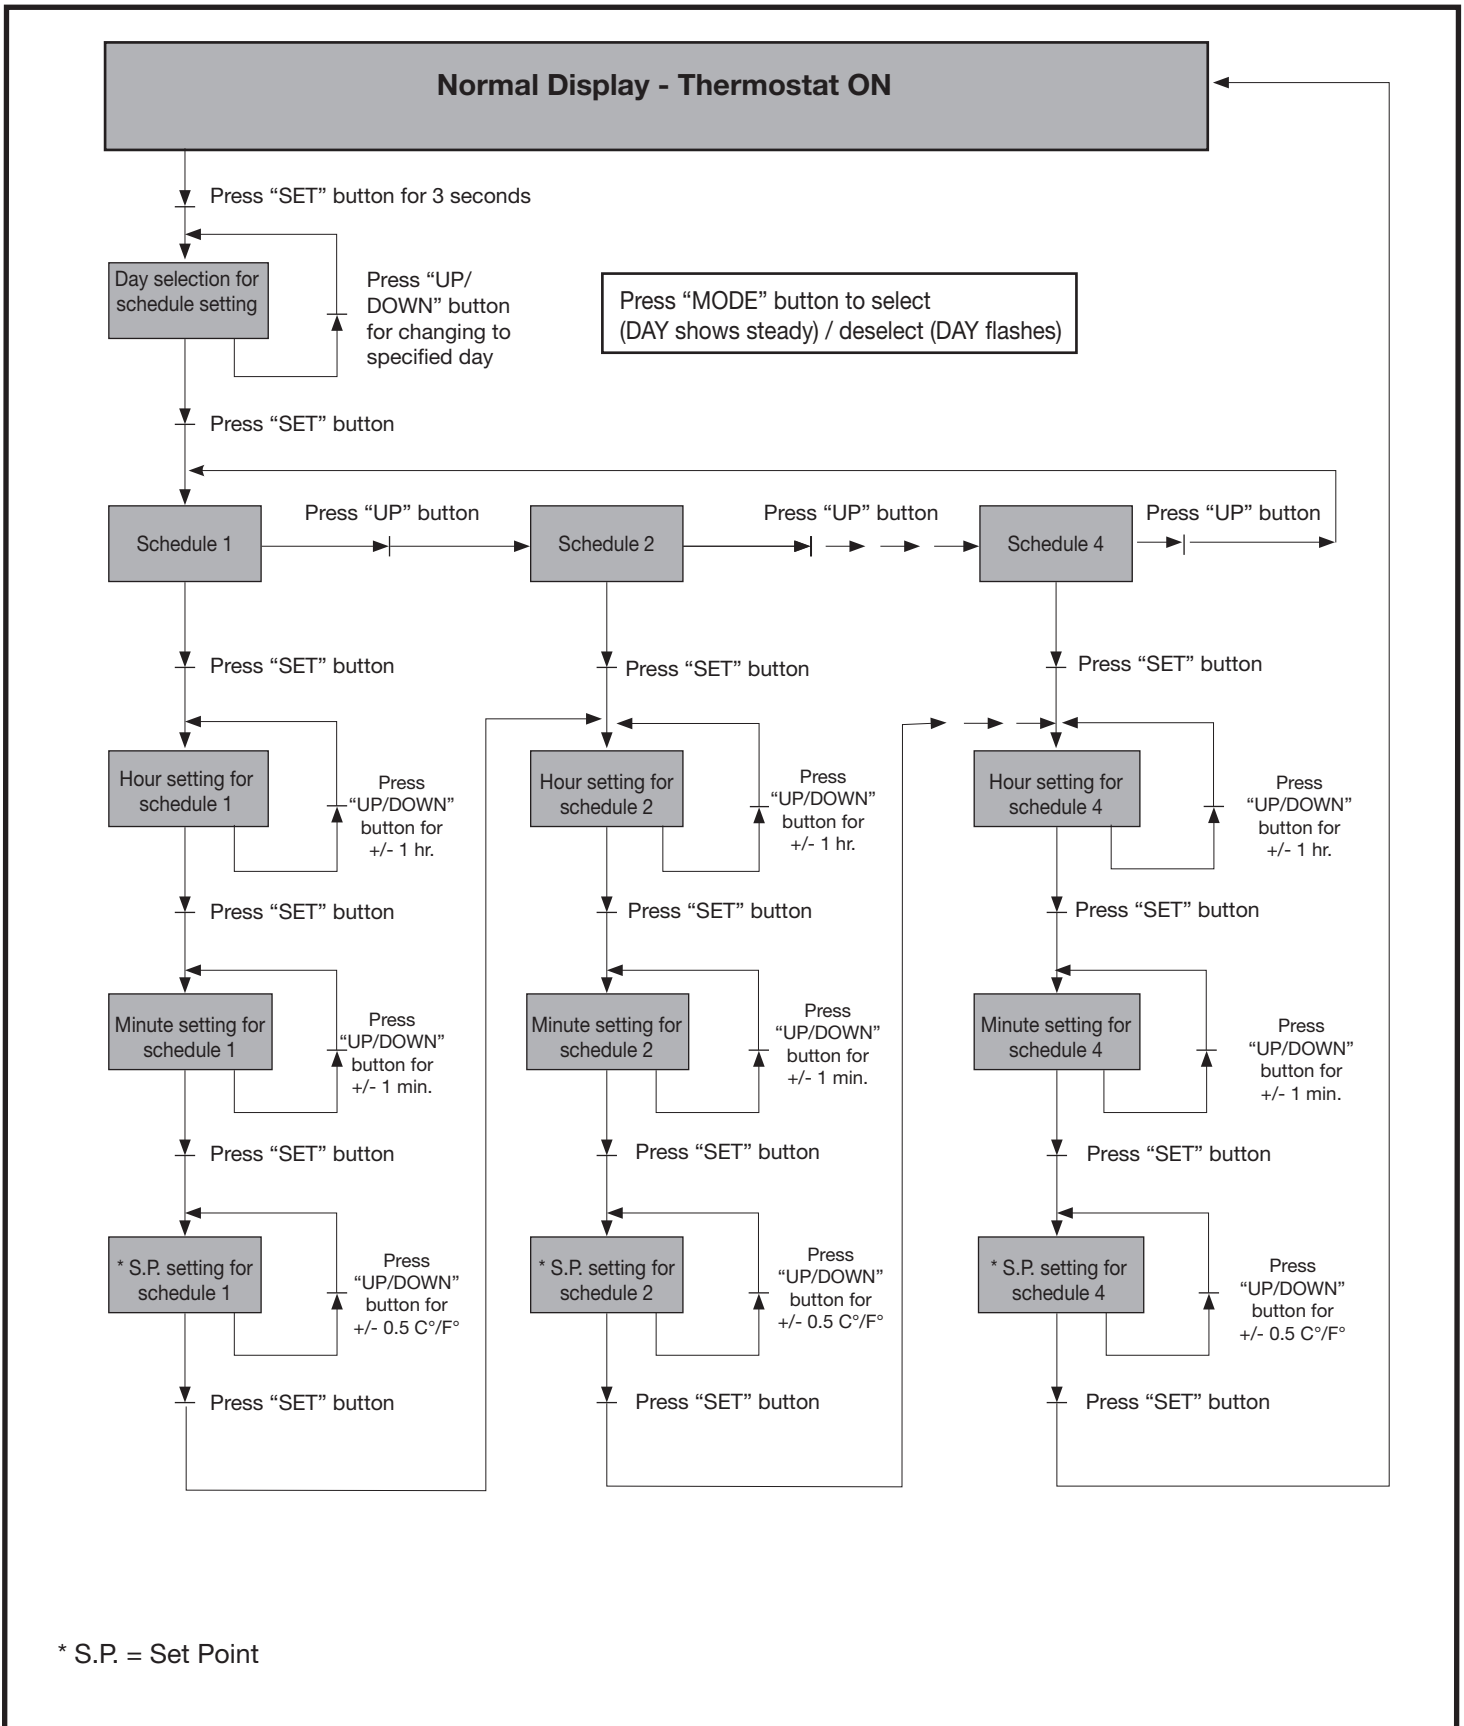 Normal Display - Thermostat ON
Press “SET” button for 3 seconds
Day selection for
schedule setting
Press “UP/
DOWN” button
for changing to
specified day
Press “MODE” button to select
(DAY shows steady) / deselect (DAY flashes)
Press “SET” button
Schedule 1
Press “UP” button
Schedule 2
Press “UP” button
Schedule 4
Press “UP” button
Press “SET” button
Press “SET” button
Press “SET” button
Hour setting for
schedule 1
Press
“UP/DOWN”
button for
+/- 1 hr.
Hour setting for
schedule 2
Press
“UP/DOWN”
button for
+/- 1 hr.
Hour setting for
schedule 4
Press
“UP/DOWN”
button for
+/- 1 hr.
Press “SET” button
Press “SET” button
Press “SET” button
Minute setting for
schedule 1
Press
“UP/DOWN”
button for
+/- 1 min.
Minute setting for
schedule 2
Press
“UP/DOWN”
button for
+/- 1 min.
Minute setting for
schedule 4
Press
“UP/DOWN”
button for
+/- 1 min.
Press “SET” button
Press “SET” button
Press “SET” button
* S.P. setting for
schedule 1
Press
“UP/DOWN”
button for
+/- 0.5 C°/F°
* S.P. setting for
schedule 2
Press
“UP/DOWN”
button for
+/- 0.5 C°/F°
* S.P. setting for
schedule 4
Press
“UP/DOWN”
button for
+/- 0.5 C°/F°
Press “SET” button
Press “SET” button
Press “SET” button
* S.P. = Set Point